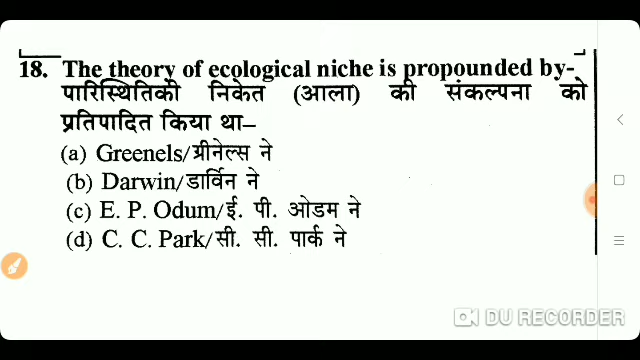 18. The theory of ecological niche is propounded by-
पारिस्थितिकी निकेत (आला) की संकल्पना को
प्रतिपादित किया था–
(a) Greenels/ग्रीनेल्स ने
(b) Darwin/डार्विन ने
(c) E. P. Odum/ई. पी. ओडम ने
(d) C. C. Park/सी. सी. पार्क ने
DU RECORDER